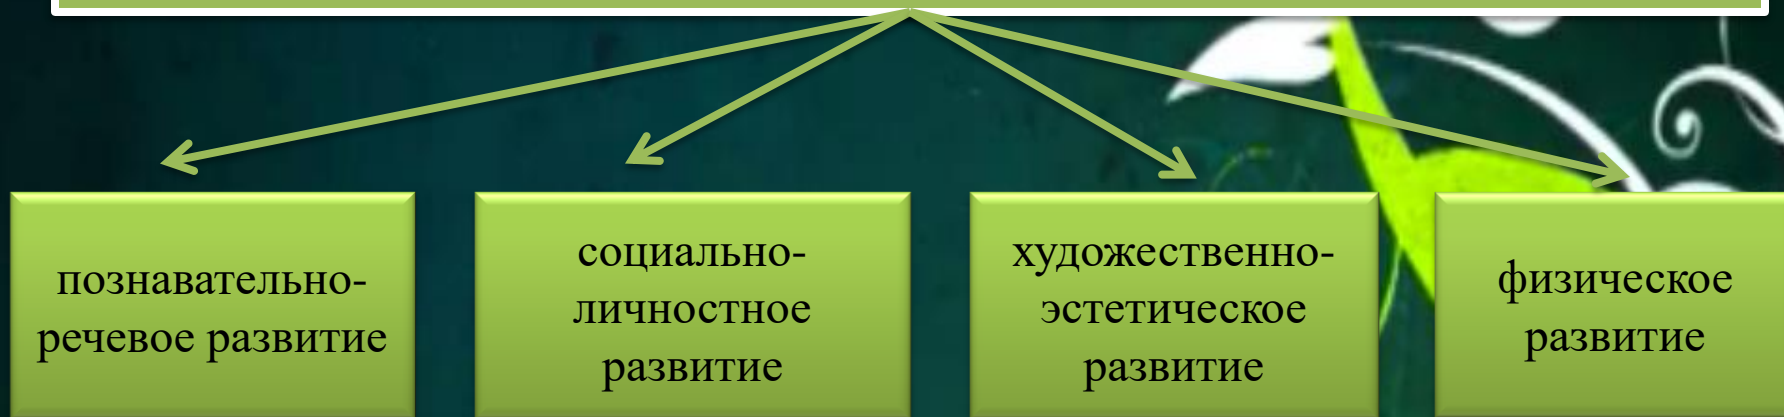 познавательно-
речевое развитие
социально-
личностное
развитие
художественно-
эстетическое
развитие
физическое
развитие